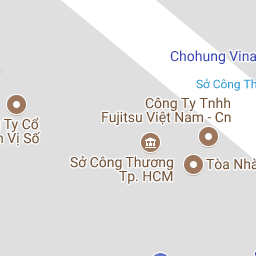 Chohung Vina
Sở Công Th
Công Ty Tnhh
Fujitsu Việt Nam - Cn
Ty Cổ
Vị Số
Sở Công Thương
Tp. HCM
Tòa Nhà